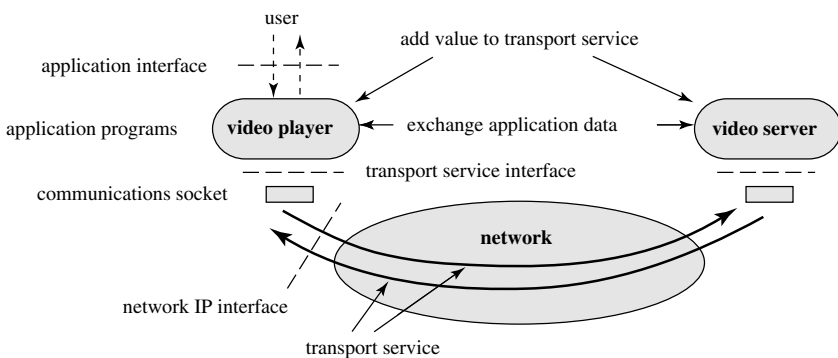 user
add value to transport service
application interface
application programs
video player
exchange application data
video server
transport service interface
communications socket
network
network IP interface
transport service